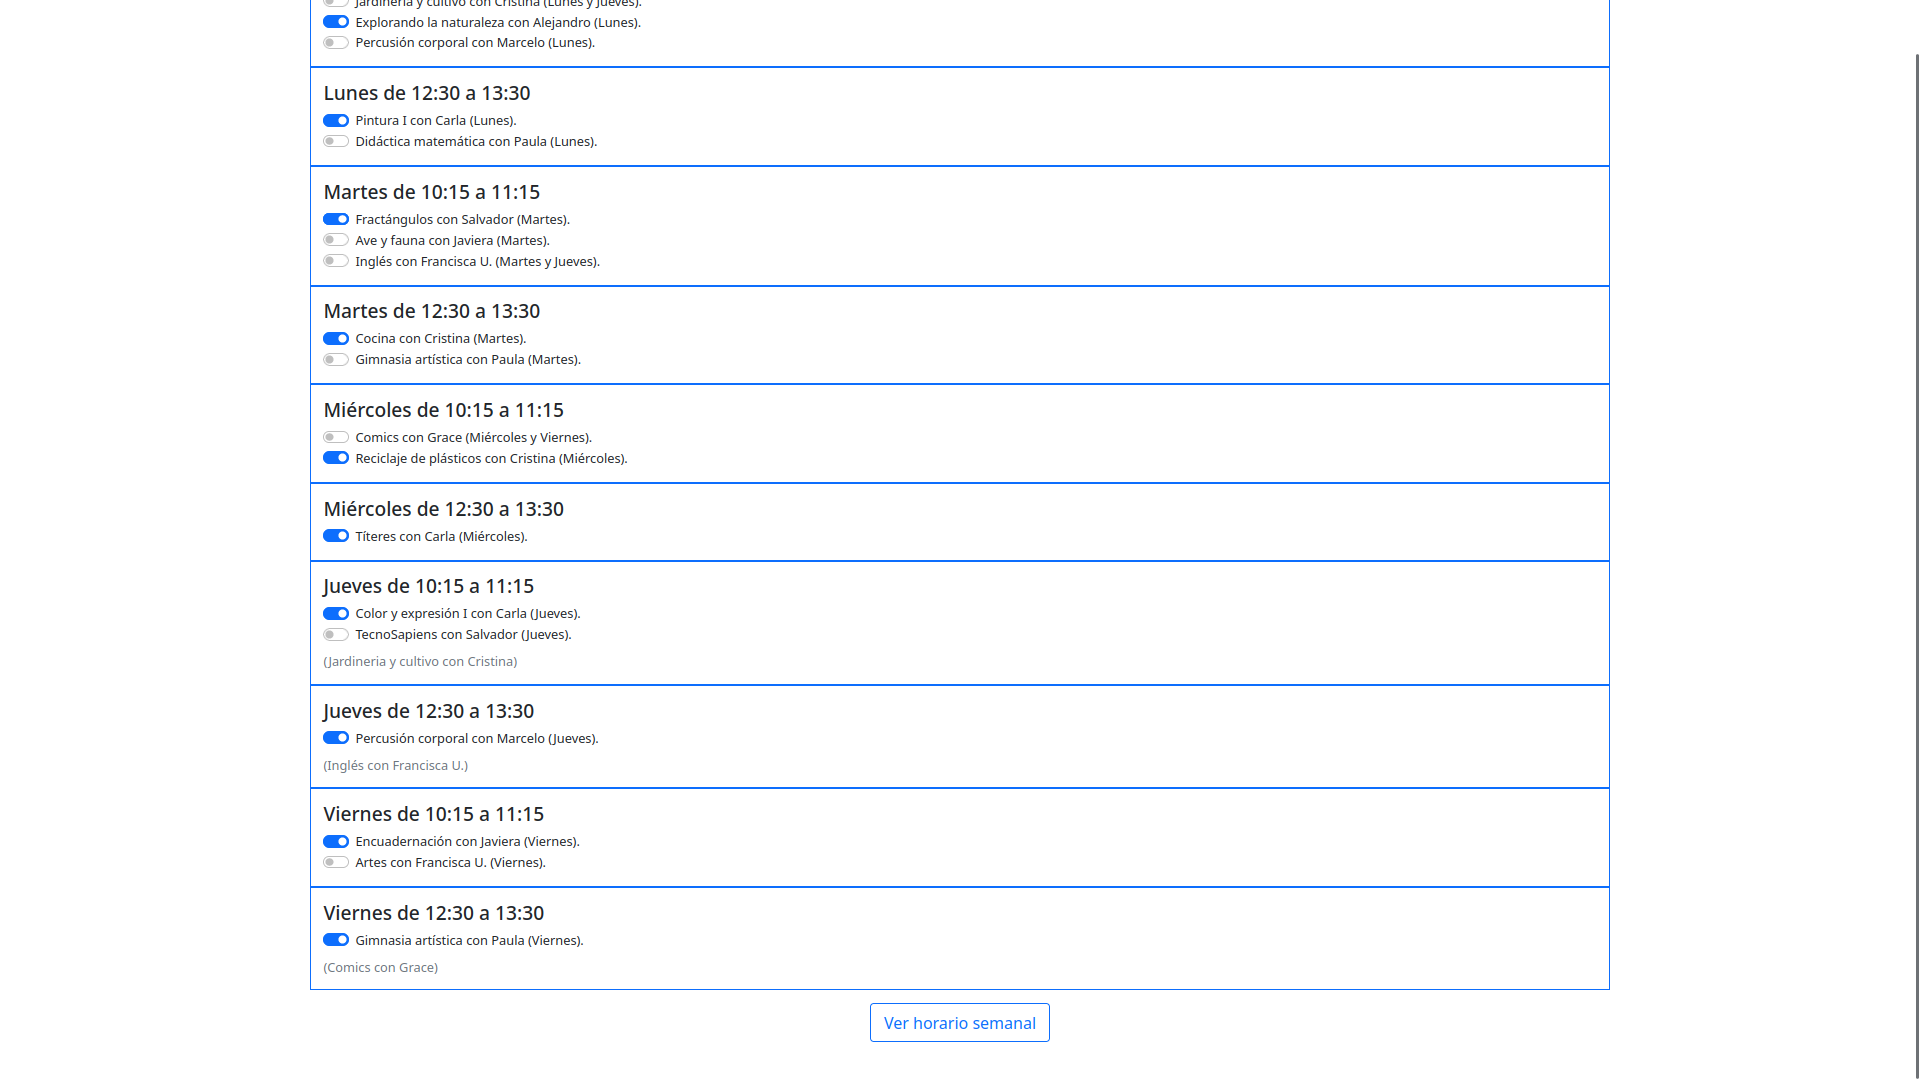 Jardineria y cultivo con Cristina (Lunes y Jueves).
Explorando la naturaleza con Alejandro (Lunes).
Percusión corporal con Marcelo (Lunes).
Lunes de 12:30 a 13:30
Pintura I con Carla (Lunes).
Didáctica matemática con Paula (Lunes).
Martes de 10:15 a 11:15
Fractángulos con Salvador (Martes).
Ave y fauna con Javiera (Martes).
Inglés con Francisca U. (Martes y Jueves).
Martes de 12:30 a 13:30
Cocina con Cristina (Martes).
Gimnasia artística con Paula (Martes).
Miércoles de 10:15 a 11:15
Comics con Grace (Miércoles y Viernes).
Reciclaje de plásticos con Cristina (Miércoles).
Miércoles de 12:30 a 13:30
Títeres con Carla (Miércoles).
Jueves de 10:15 a 11:15
Color y expresión I con Carla (Jueves).
TecnoSapiens con Salvador (Jueves).
(Jardineria y cultivo con Cristina)
Jueves de 12:30 a 13:30
Percusión corporal con Marcelo (Jueves).
(Inglés con Francisca U.)
Viernes de 10:15 a 11:15
Encuadernación con Javiera (Viernes).
Artes con Francisca U. (Viernes).
Viernes de 12:30 a 13:30
Gimnasia artística con Paula (Viernes).
(Comics con Grace)
Ver horario semanal